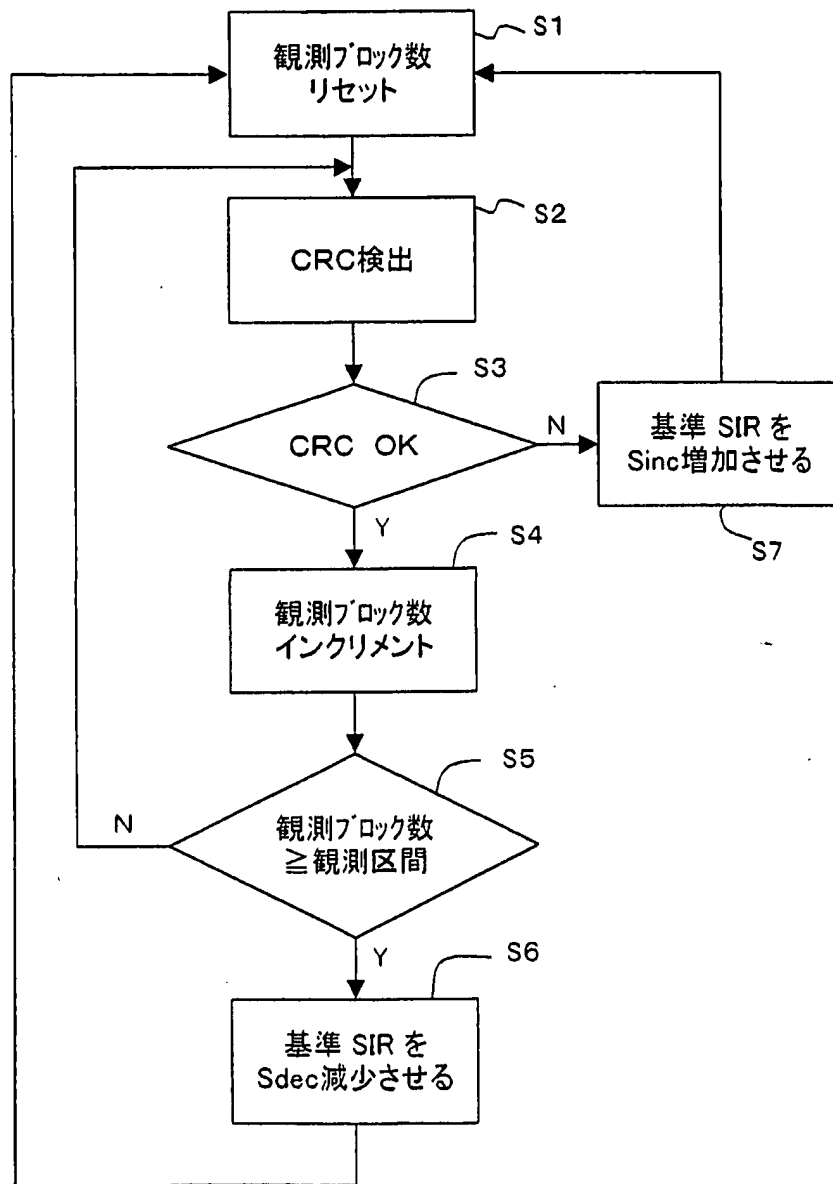 S1
観測ブロック数
リセット
S2
CRC検出
S3
CRC OK
N
基準 SIR を
Sinc増加させる
S7
Y
S4
観測ブロック数
インクリメント
S5
N
観測ブロック数
≧観測区間
Y
S6
基準 SIR を
Sdec減少させる